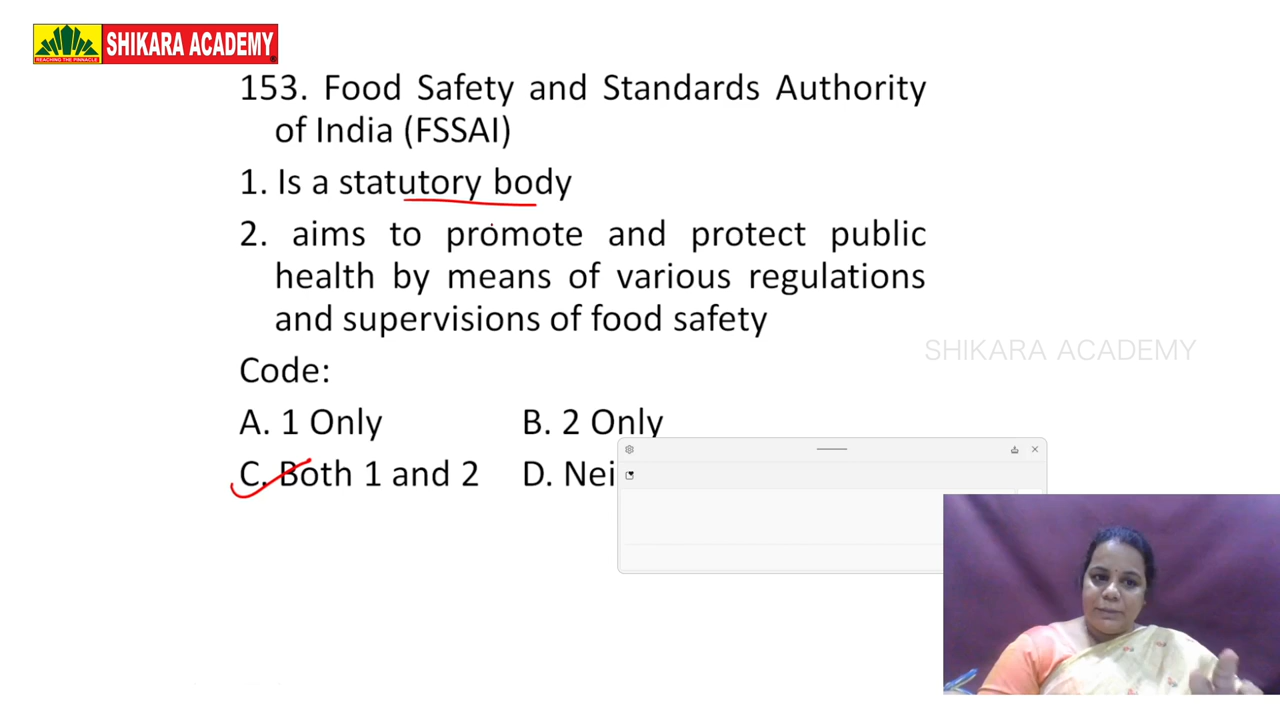 SHIKARA ACADEMY
REACHING THE PINNACLE
153. Food Safety and Standards Authority
of India (FSSAI)
1. Is a statutory body
2. aims to promote and protect public
health by means of various regulations
and supervisions of food safety
SHIKARA ACADEMY
Code:
A. 1 Only B. 2 Only
C. Both 1 and 2 D. Nei